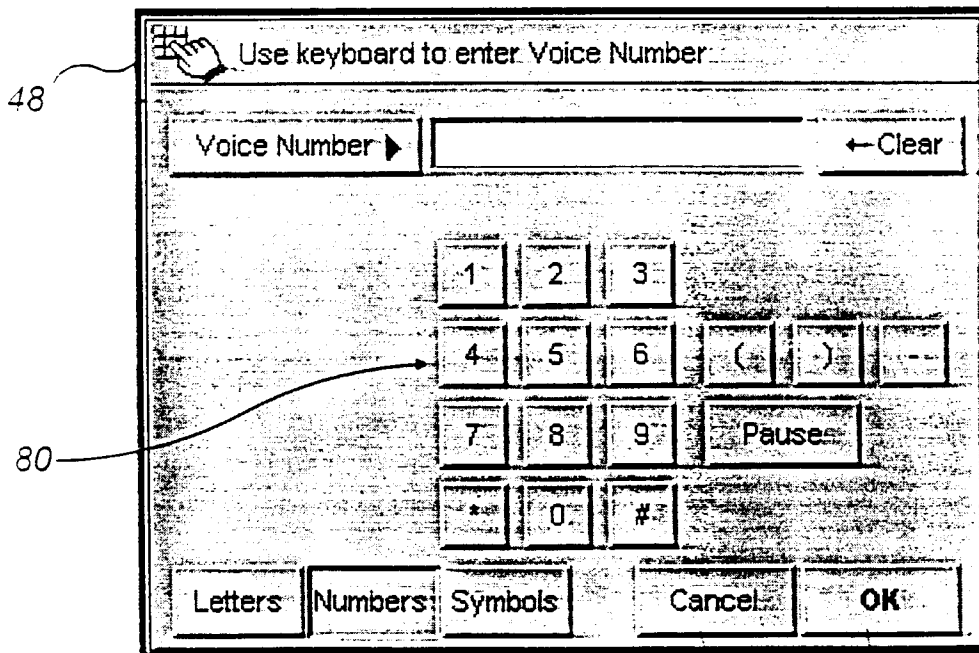 Use keyboard to enter Voice Number
48
Voice Number ▶ ←Clear
1 2 3
4 5 6 ( ) -
80
7 8 9 Pause
* 0 #
Letters Numbers Symbols Cancel OK